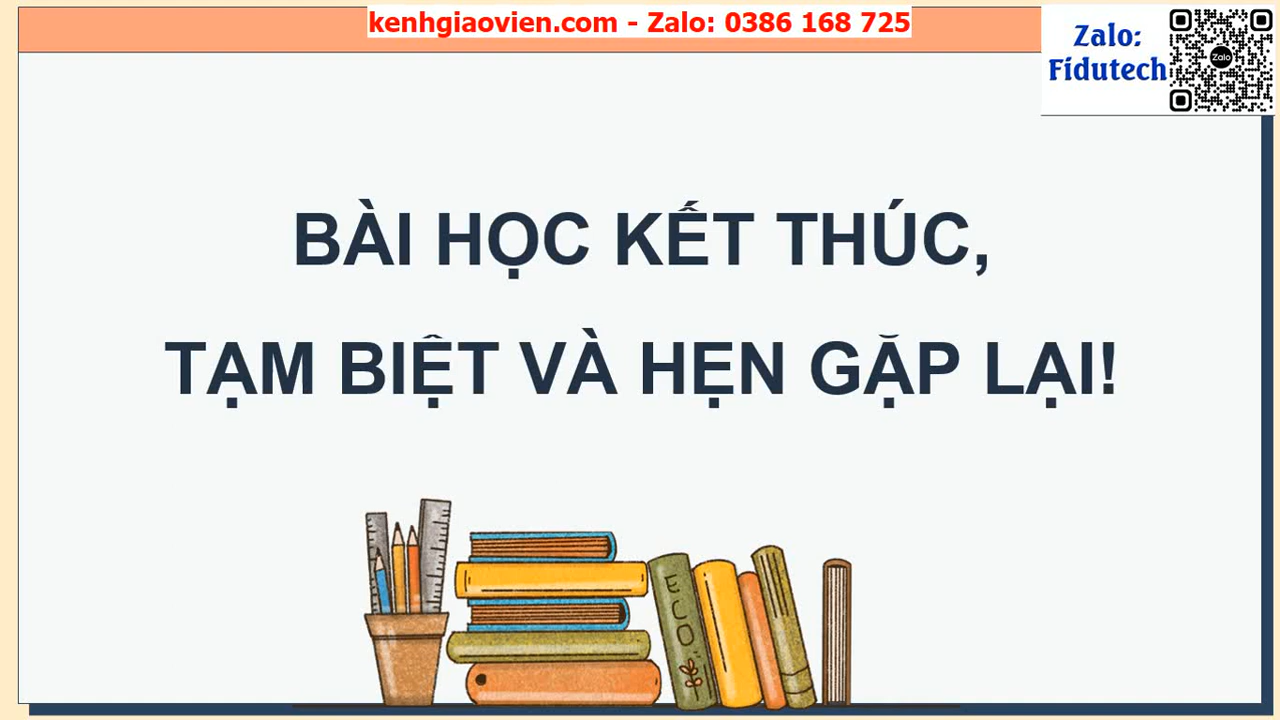 kenhgiaovien.com - Zalo: 0386 168 725
Zalo:
Fidutech
Zalo
BÀI HỌC KẾT THÚC,
TẠM BIỆT VÀ HẸN GẶP LẠI!
ECO